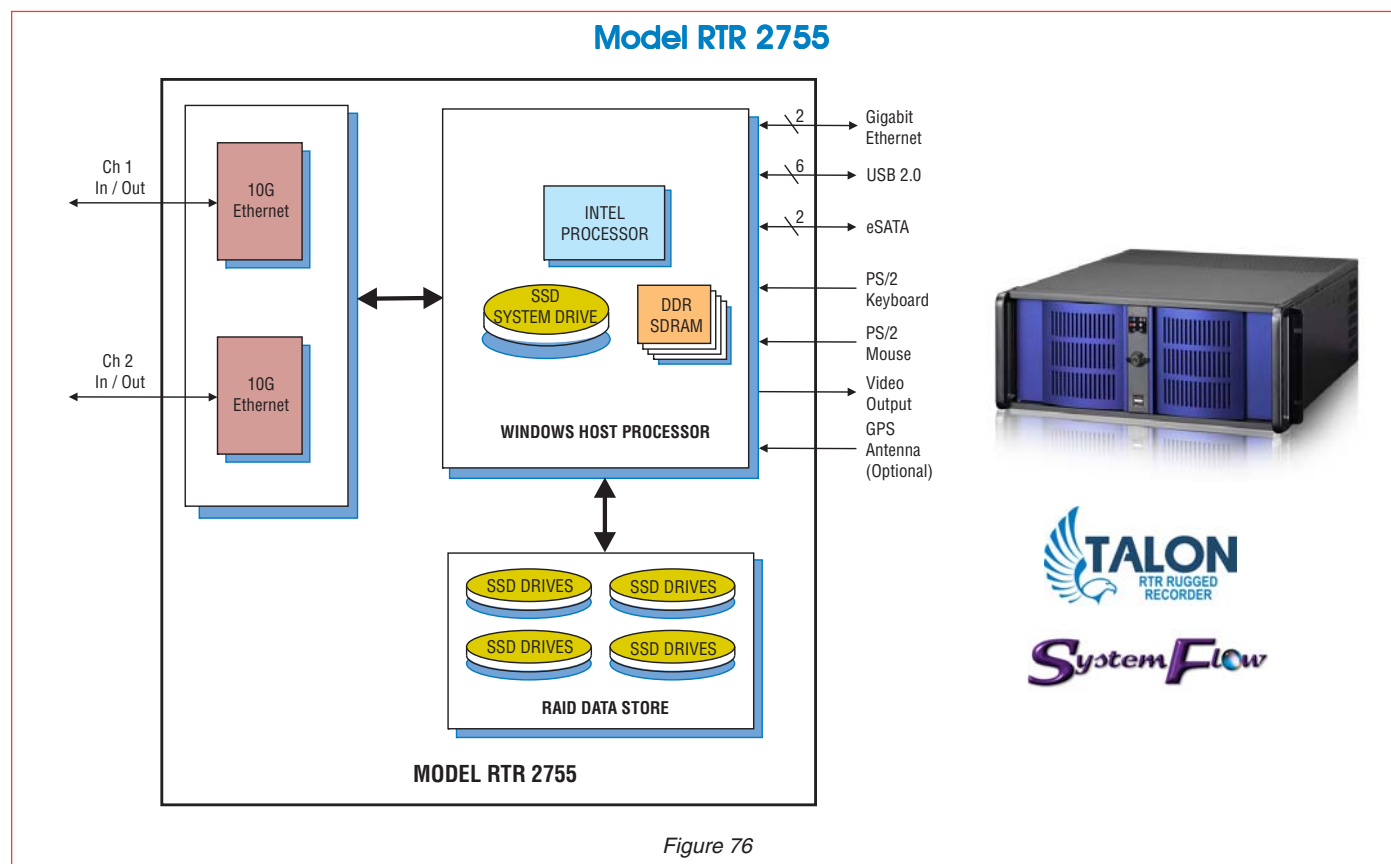 Model RTR 2755
Ch 1
In / Out
10G
Ethernet
Ch 2
In / Out
10G
Ethernet
INTEL
PROCESSOR
SSD
SYSTEM DRIVE
DDR
SDRAM
WINDOWS HOST PROCESSOR
2
Gigabit
Ethernet
6
USB 2.0
2
eSATA
PS/2
Keyboard
PS/2
Mouse
Video
Output
GPS
Antenna
(Optional)
SSD DRIVES
SSD DRIVES
SSD DRIVES
SSD DRIVES
RAID DATA STORE
MODEL RTR 2755
TALON
RTR RUGGED
RECORDER
SystemFlow
Figure 76